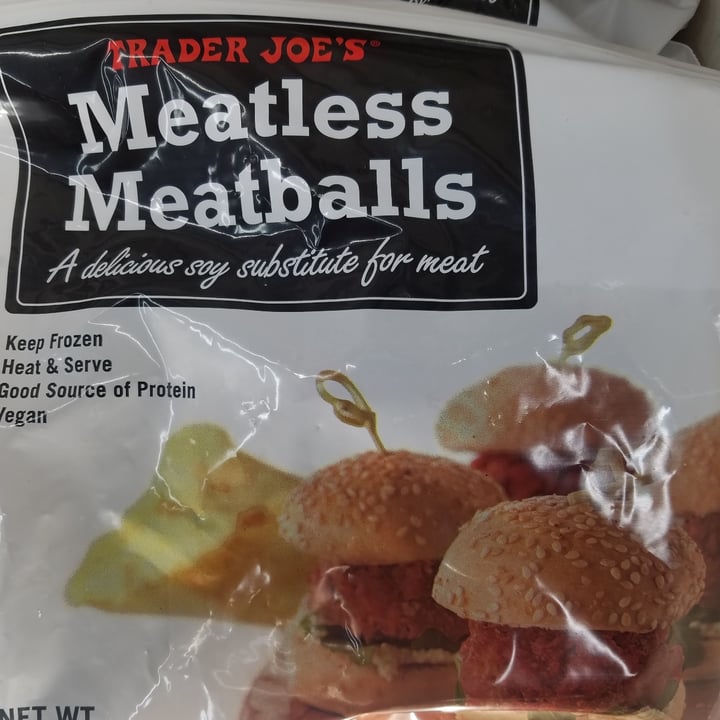 TRADER JOE'S®
Meatless
Meatballs
A delicious soy substitute for meat
Keep Frozen
Heat & Serve
Good Source of Protein
Vegan
NET WT